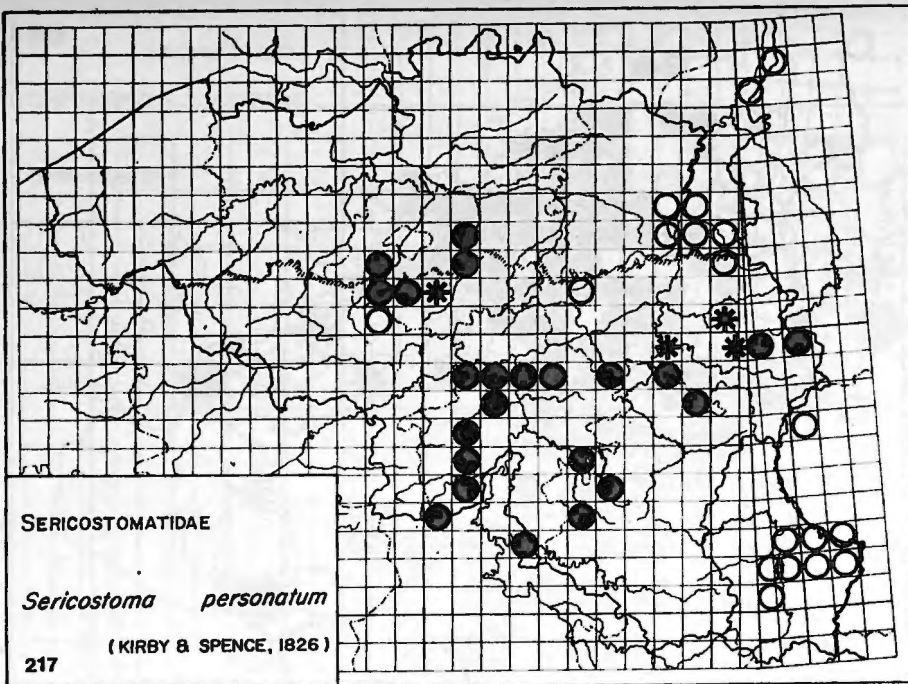 SERICOSTOMATIDAE
Sericostoma personatum
(KIRBY & SPENCE, 1826)
217